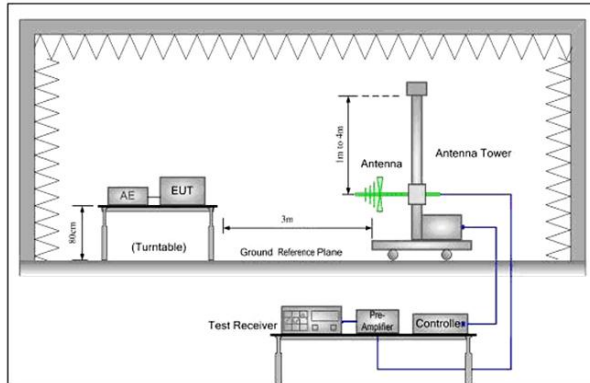 1m to 4m
Antenna
Antenna Tower
AE
EUT
3m
80cm
(Turntable)
Ground Reference Plane
Test Receiver
Pre-
Amplifier
Controller